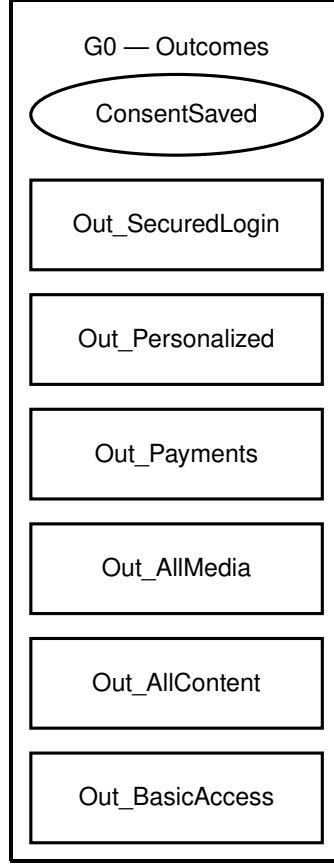 G0 — Outcomes
ConsentSaved
Out_SecuredLogin
Out_Personalized
Out_Payments
Out_AllMedia
Out_AllContent
Out_BasicAccess